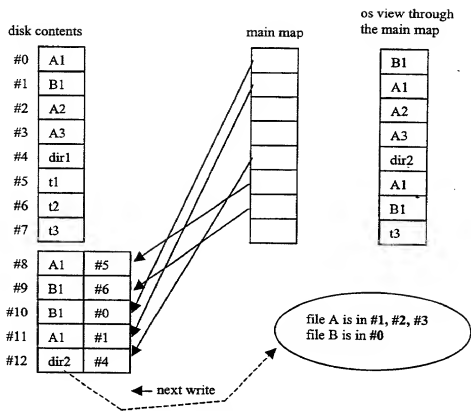 os view through
disk contents main map the main map
#0 A1 B1
#1 B1 A1
#2 A2 A2
#3 A3 A3
#4 dir1 dir2
#5 t1 A1
#6 t2 B1
#7 t3 t3
#8 A1 #5
#9 B1 #6
#10 B1 #0
#11 A1 #1
#12 dir2 #4
file A is in #1, #2, #3
file B is in #0
next write